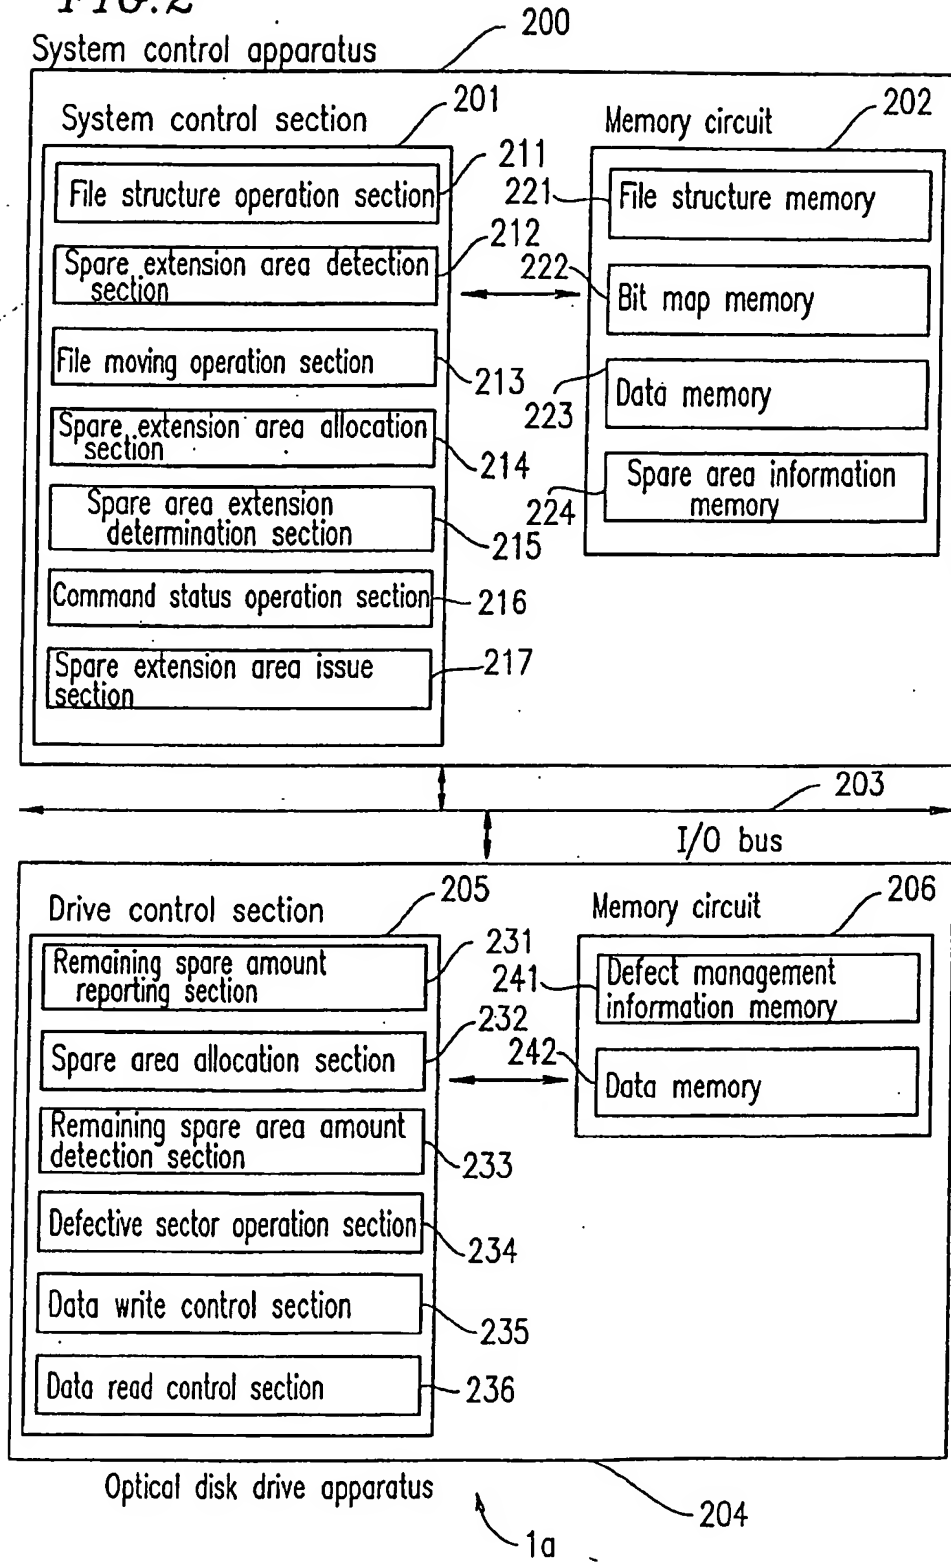 FIG.2
200
System control apparatus
201
System control section
202
Memory circuit
211
File structure operation section
221
File structure memory
212
Spare extension area detection
section
222
Bit map memory
File moving operation section
213
223
Data memory
Spare extension area allocation
section
214
224
Spare area information
memory
Spare area extension
determination section
215
Command status operation section
216
217
Spare extension area issue
section
203
I/O bus
205
Drive control section
206
Memory circuit
231
Remaining spare amount
reporting section
241
Defect management
information memory
232
Spare area allocation section
242
Data memory
Remaining spare area amount
detection section
233
Defective sector operation section
234
Data write control section
235
Data read control section
236
Optical disk drive apparatus
204
1a